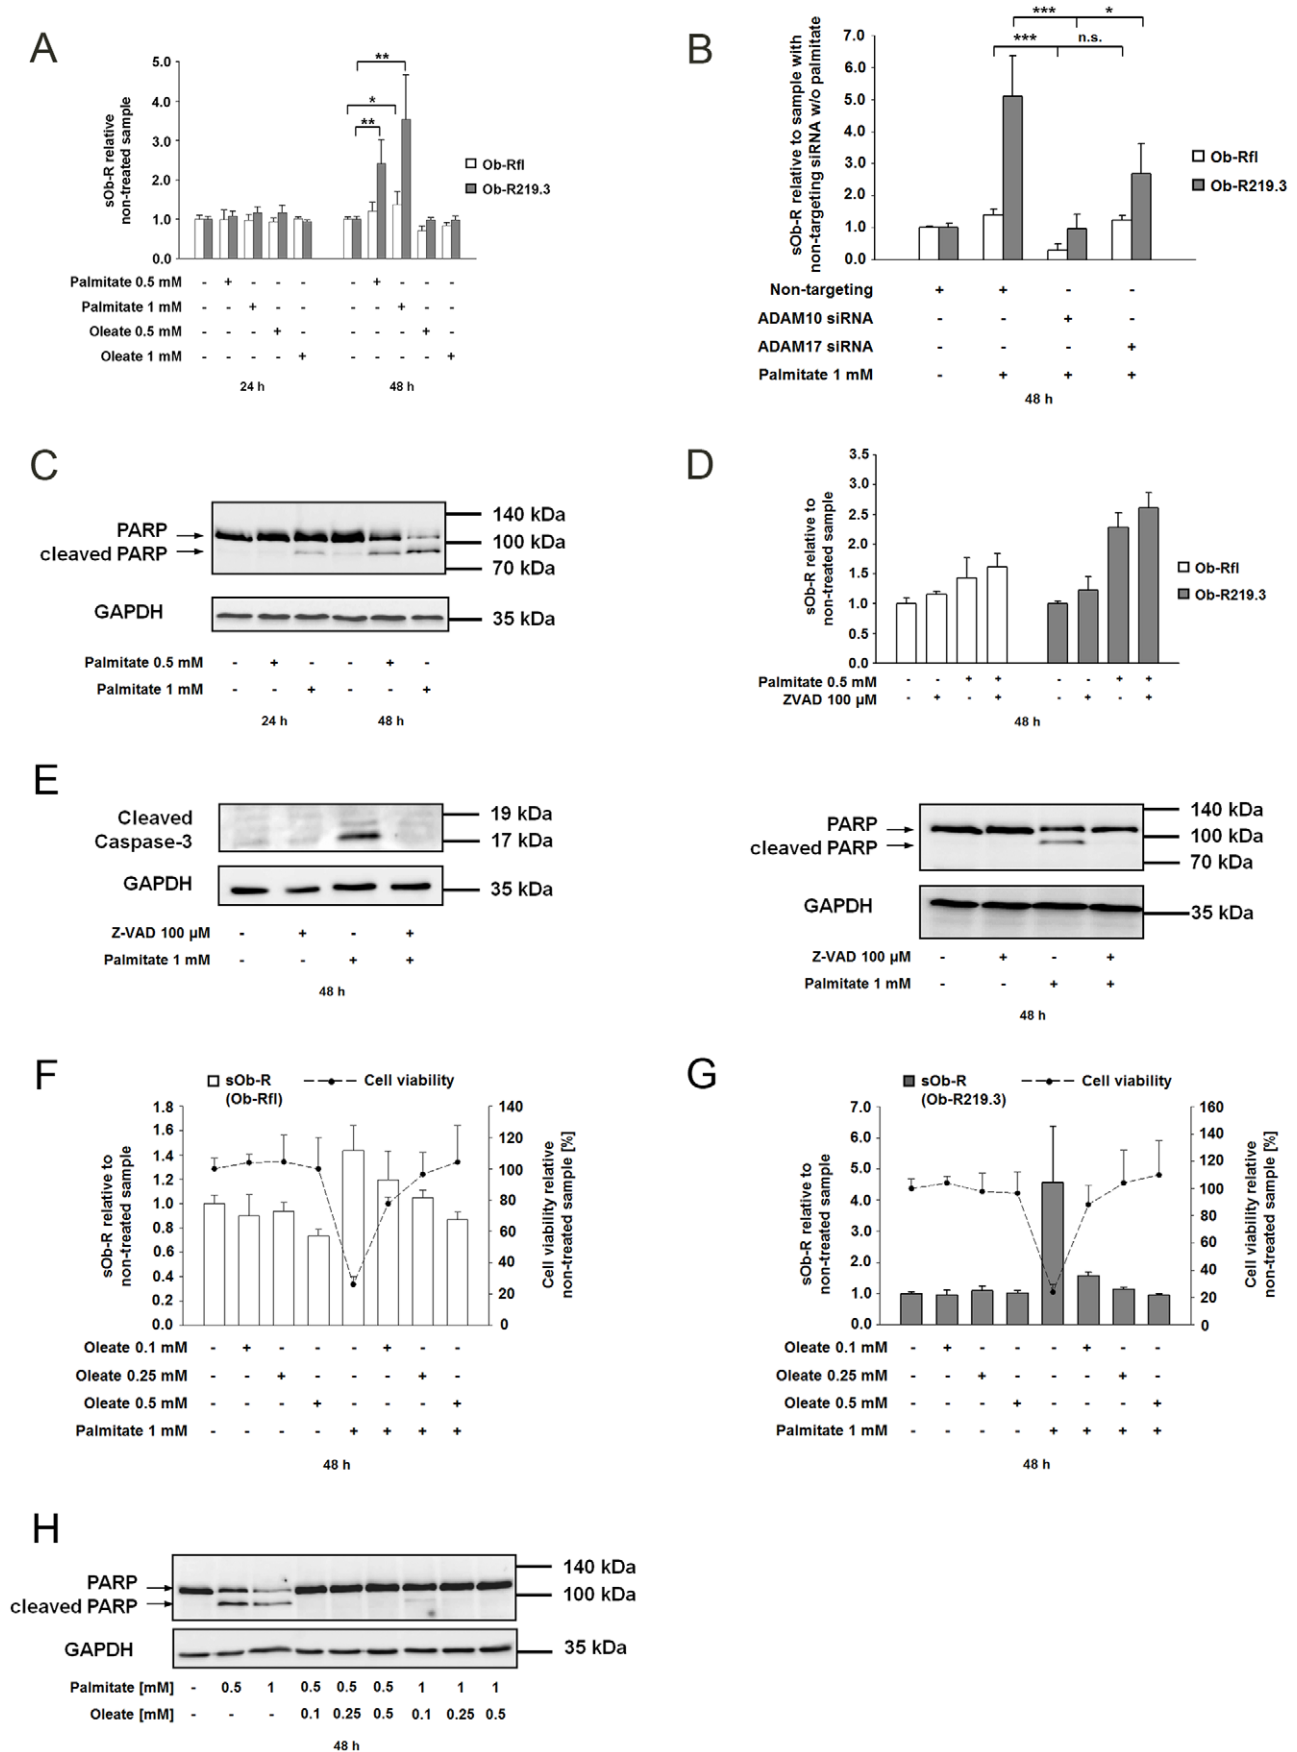 A
sOb-R relative
non-treated sample
5.0
4.0
3.0
2.0
1.0
0.0
** 
*
**
Ob-Rfl
Ob-R219.3
Palmitate 0.5 mM - + - - - - + - - -
Palmitate 1 mM - - + - - - - + - -
Oleate 0.5 mM - - - + - - - - + -
Oleate 1 mM - - - - + - - - - +
24 h 48 h
B
sOb-R relative to sample with
non-targeting siRNA w/o palmitate
7.0
6.0
5.0
4.0
3.0
2.0
1.0
0.0
*** *
*** n.s.
Ob-Rfl
Ob-R219.3
Non-targeting + + - -
ADAM10 siRNA - - + -
ADAM17 siRNA - - - +
Palmitate 1 mM - + + +
48 h
C
PARP
cleaved PARP
140 kDa
100 kDa
70 kDa
GAPDH
35 kDa
Palmitate 0.5 mM - + - - + -
Palmitate 1 mM - - + - - +
24 h 48 h
D
sOb-R relative to
non-treated sample
3.5
3.0
2.5
2.0
1.5
1.0
0.5
0.0
Ob-Rfl
Ob-R219.3
Palmitate 0.5 mM - - + + - - + +
ZVAD 100 µM - + - + - + - +
48 h
E
Cleaved
Caspase-3
19 kDa
17 kDa
GAPDH
35 kDa
Z-VAD 100 µM - + - +
Palmitate 1 mM - - + +
48 h
PARP
cleaved PARP
140 kDa
100 kDa
70 kDa
GAPDH
35 kDa
Z-VAD 100 µM - + - +
Palmitate 1 mM - - + +
48 h
F
sOb-R
(Ob-Rfl)
Cell viability
sOb-R relative to
non-treated sample
1.8
1.6
1.4
1.2
1.0
0.8
0.6
0.4
0.2
0.0
140
120
100
80
60
40
20
0
Cell viability relative
non-treated sample [%]
Oleate 0.1 mM - + - - - + - -
Oleate 0.25 mM - - + - - - + -
Oleate 0.5 mM - - - + - - - +
Palmitate 1 mM - - - - + + + +
48 h
G
sOb-R
(Ob-R219.3)
Cell viability
sOb-R relative to
non-treated sample
7.0
6.0
5.0
4.0
3.0
2.0
1.0
0.0
160
140
120
100
80
60
40
20
0
Cell viability relative
non-treated sample [%]
Oleate 0.1 mM - + - - - + - -
Oleate 0.25 mM - - + - - - + -
Oleate 0.5 mM - - - + - - - +
Palmitate 1 mM - - - - + + + +
48 h
H
PARP
cleaved PARP
140 kDa
100 kDa
GAPDH
35 kDa
Palmitate [mM] - 0.5 1 0.5 0.5 0.5 1 1 1
Oleate [mM] - - - 0.1 0.25 0.5 0.1 0.25 0.5
48 h